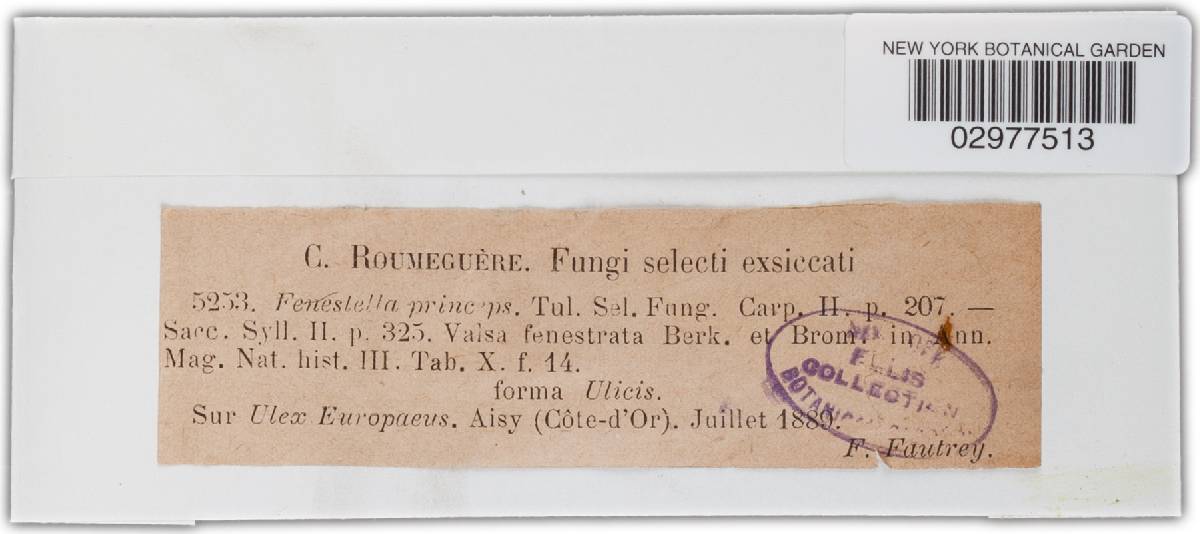 NEW YORK BOTANICAL GARDEN
02977513
C. ROUMEGUÈRE. Fungi selecti exsiccati
5253. Fenestella princeps. Tul. Sel. Fung. Carp. II. p. 207. —
Sacc. Syll. II. p. 325. Valsa fenestrata Berk. et Brom. in Ann.
Mag. Nat. hist. III. Tab. X. f. 14.
forma Ulicis.
Sur Ulex Europaeus. Aisy (Côte-d'Or). Juillet 1889.
F. Fautrey.
ELLIS
COLLECTION